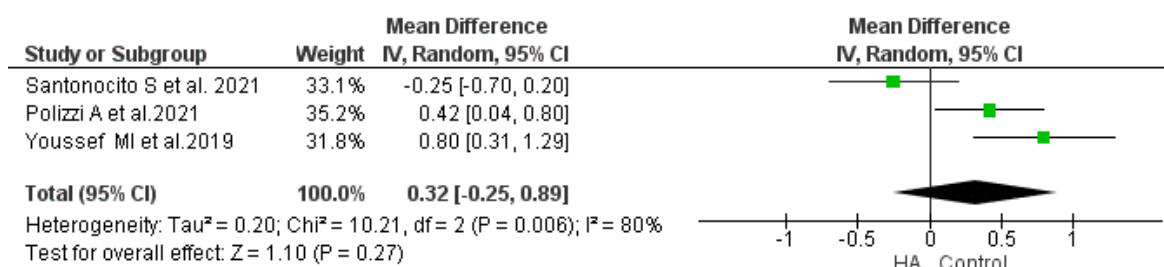 Mean Difference Mean Difference
Study or Subgroup Weight IV, Random, 95% CI IV, Random, 95% CI
Santonocito S et al. 2021 33.1% -0.25 [-0.70, 0.20]
Polizzi A et al.2021 35.2% 0.42 [0.04, 0.80]
Youssef MI et al.2019 31.8% 0.80 [0.31, 1.29]
Total (95% CI) 100.0% 0.32 [-0.25, 0.89]
Heterogeneity: Tau² = 0.20; Chi² = 10.21, df = 2 (P = 0.006); I² = 80%
Test for overall effect: Z = 1.10 (P = 0.27)
-1 -0.5 0 0.5 1
HA Control